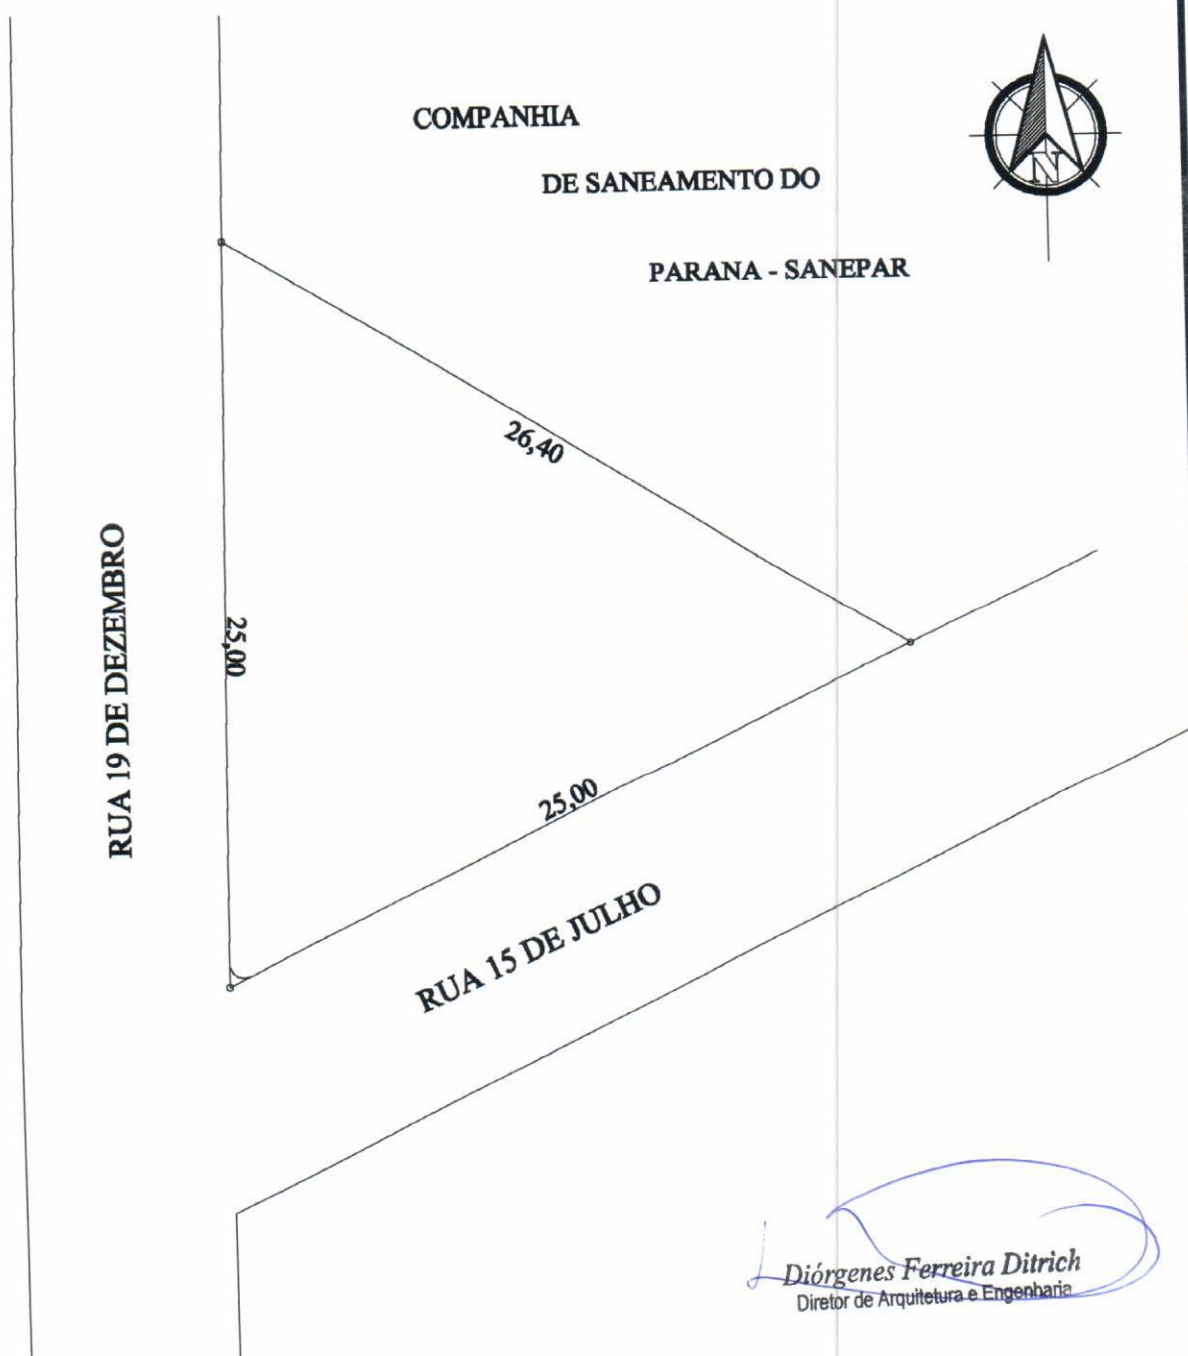 COMPANHIA
DE SANEAMENTO DO
PARANA - SANEPAR
N
26,40
RUA 19 DE DEZEMBRO
25,00
25,00
RUA 15 DE JULHO
Diórgenes Ferreira Ditrich
Diretor de Arquitetura e Engenharia